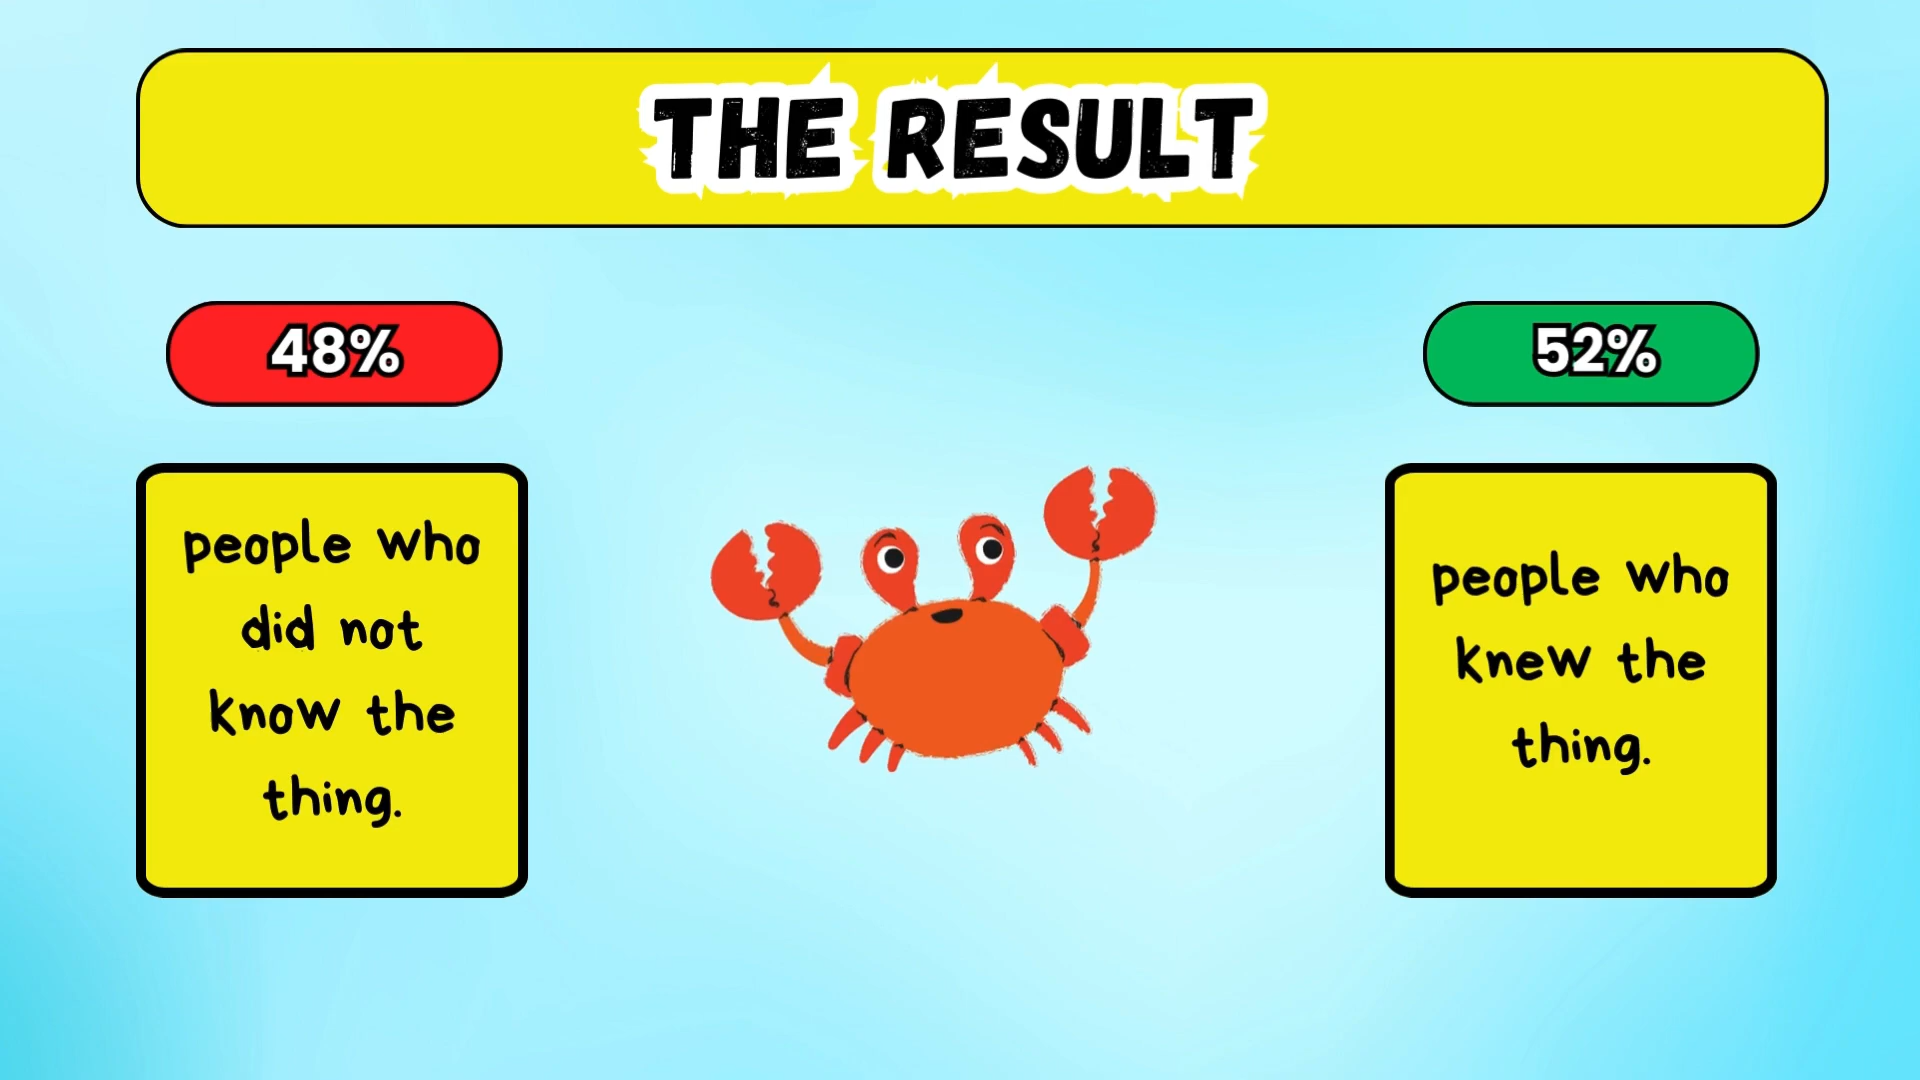 THE RESULT
48%
people who
did not
know the
thing.
52%
people who
knew the
thing.